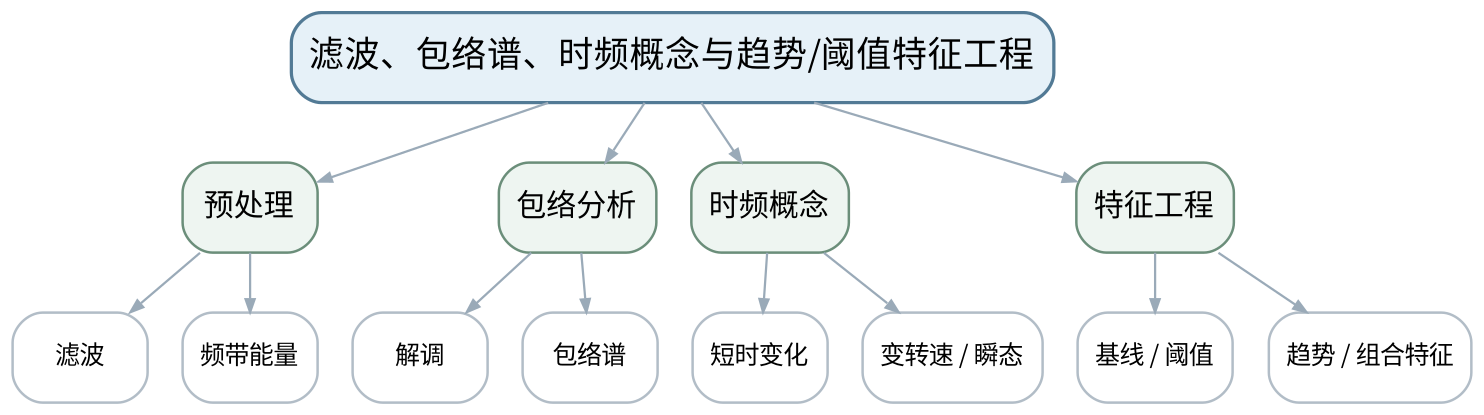 滤波、包络谱、时频概念与趋势/阈值特征工程
预处理
包络分析
时频概念
特征工程
滤波
频带能量
解调
包络谱
短时变化
变转速 / 瞬态
基线 / 阈值
趋势 / 组合特征